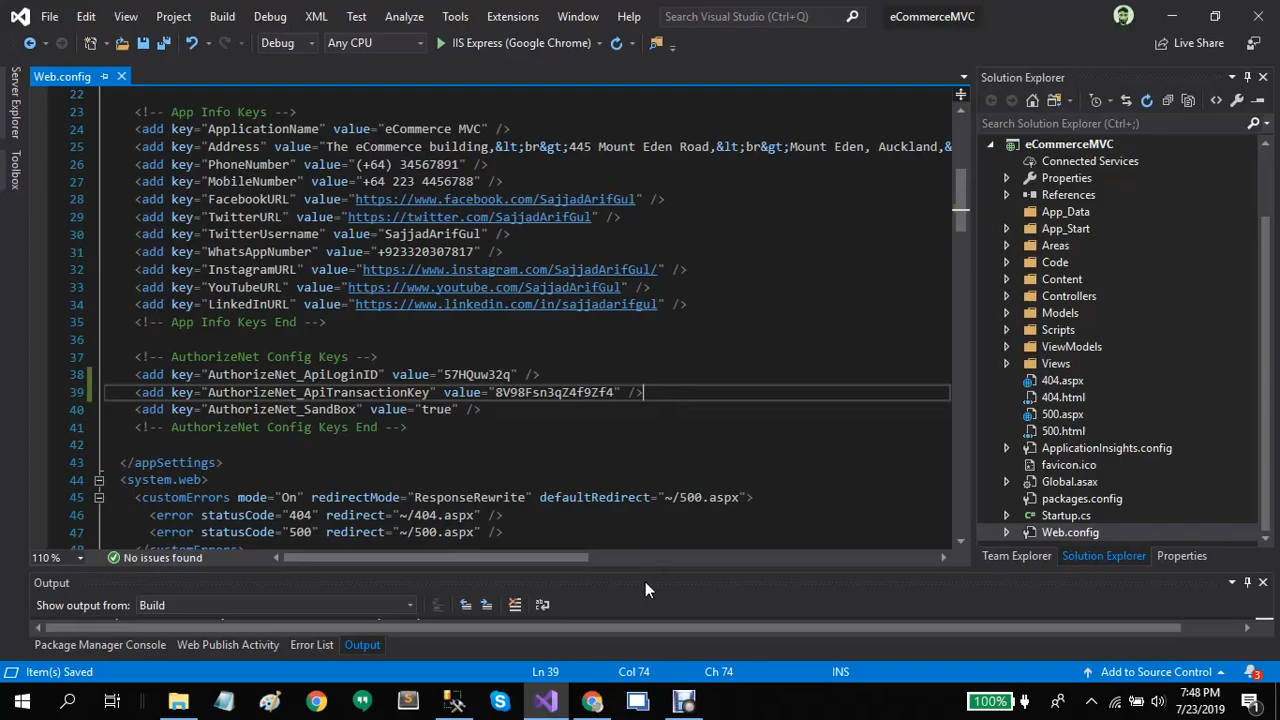 File Edit View Project Build Debug XML Test Analyze Tools Extensions Window Help Search Visual Studio (Ctrl+Q) eCommerceMVC
Debug Any CPU IIS Express (Google Chrome) Live Share
Server Explorer
Toolbox
Web.config
22
23 <!-- App Info Keys -->
24 <add key="ApplicationName" value="eCommerce MVC" />
25 <add key="Address" value="The eCommerce building,&lt;br&gt;445 Mount Eden Road,&lt;br&gt;Mount Eden, Auckland,&
26 <add key="PhoneNumber" value="(+64) 34567891" />
27 <add key="MobileNumber" value="+64 223 4456788" />
28 <add key="FacebookURL" value="https://www.facebook.com/SajjadArifGul" />
29 <add key="TwitterURL" value="https://twitter.com/SajjadArifGul" />
30 <add key="TwitterUsername" value="SajjadArifGul" />
31 <add key="WhatsAppNumber" value="+923320307817" />
32 <add key="InstagramURL" value="https://www.instagram.com/SajjadArifGul/" />
33 <add key="YouTubeURL" value="https://www.youtube.com/SajjadArifGul" />
34 <add key="LinkedInURL" value="https://www.linkedin.com/in/sajjadarifgul" />
35 <!-- App Info Keys End -->
36
37 <!-- AuthorizeNet Config Keys -->
38 <add key="AuthorizeNet_ApiLoginID" value="57HQuw32q" />
39 <add key="AuthorizeNet_ApiTransactionKey" value="8V98Fsn3qZ4f9Zf4" />
40 <add key="AuthorizeNet_SandBox" value="true" />
41 <!-- AuthorizeNet Config Keys End -->
42
43 </appSettings>
44 <system.web>
45 <customErrors mode="On" redirectMode="ResponseRewrite" defaultRedirect="~/500.aspx">
46 <error statusCode="404" redirect="~/404.aspx" />
47 <error statusCode="500" redirect="~/500.aspx" />
48 </customErrors>
110 % No issues found
Solution Explorer
Search Solution Explorer (Ctrl+;)
eCommerceMVC
Connected Services
Properties
References
App_Data
App_Start
Areas
Code
Content
Controllers
Models
Scripts
ViewModels
Views
404.aspx
404.html
500.aspx
500.html
ApplicationInsights.config
favicon.ico
Global.asax
packages.config
Startup.cs
Web.config
Team Explorer Solution Explorer Properties
Output
Show output from: Build
Package Manager Console Web Publish Activity Error List Output
Item(s) Saved Ln 39 Col 74 Ch 74 INS Add to Source Control 3
100% 7:48 PM
7/23/2019 1